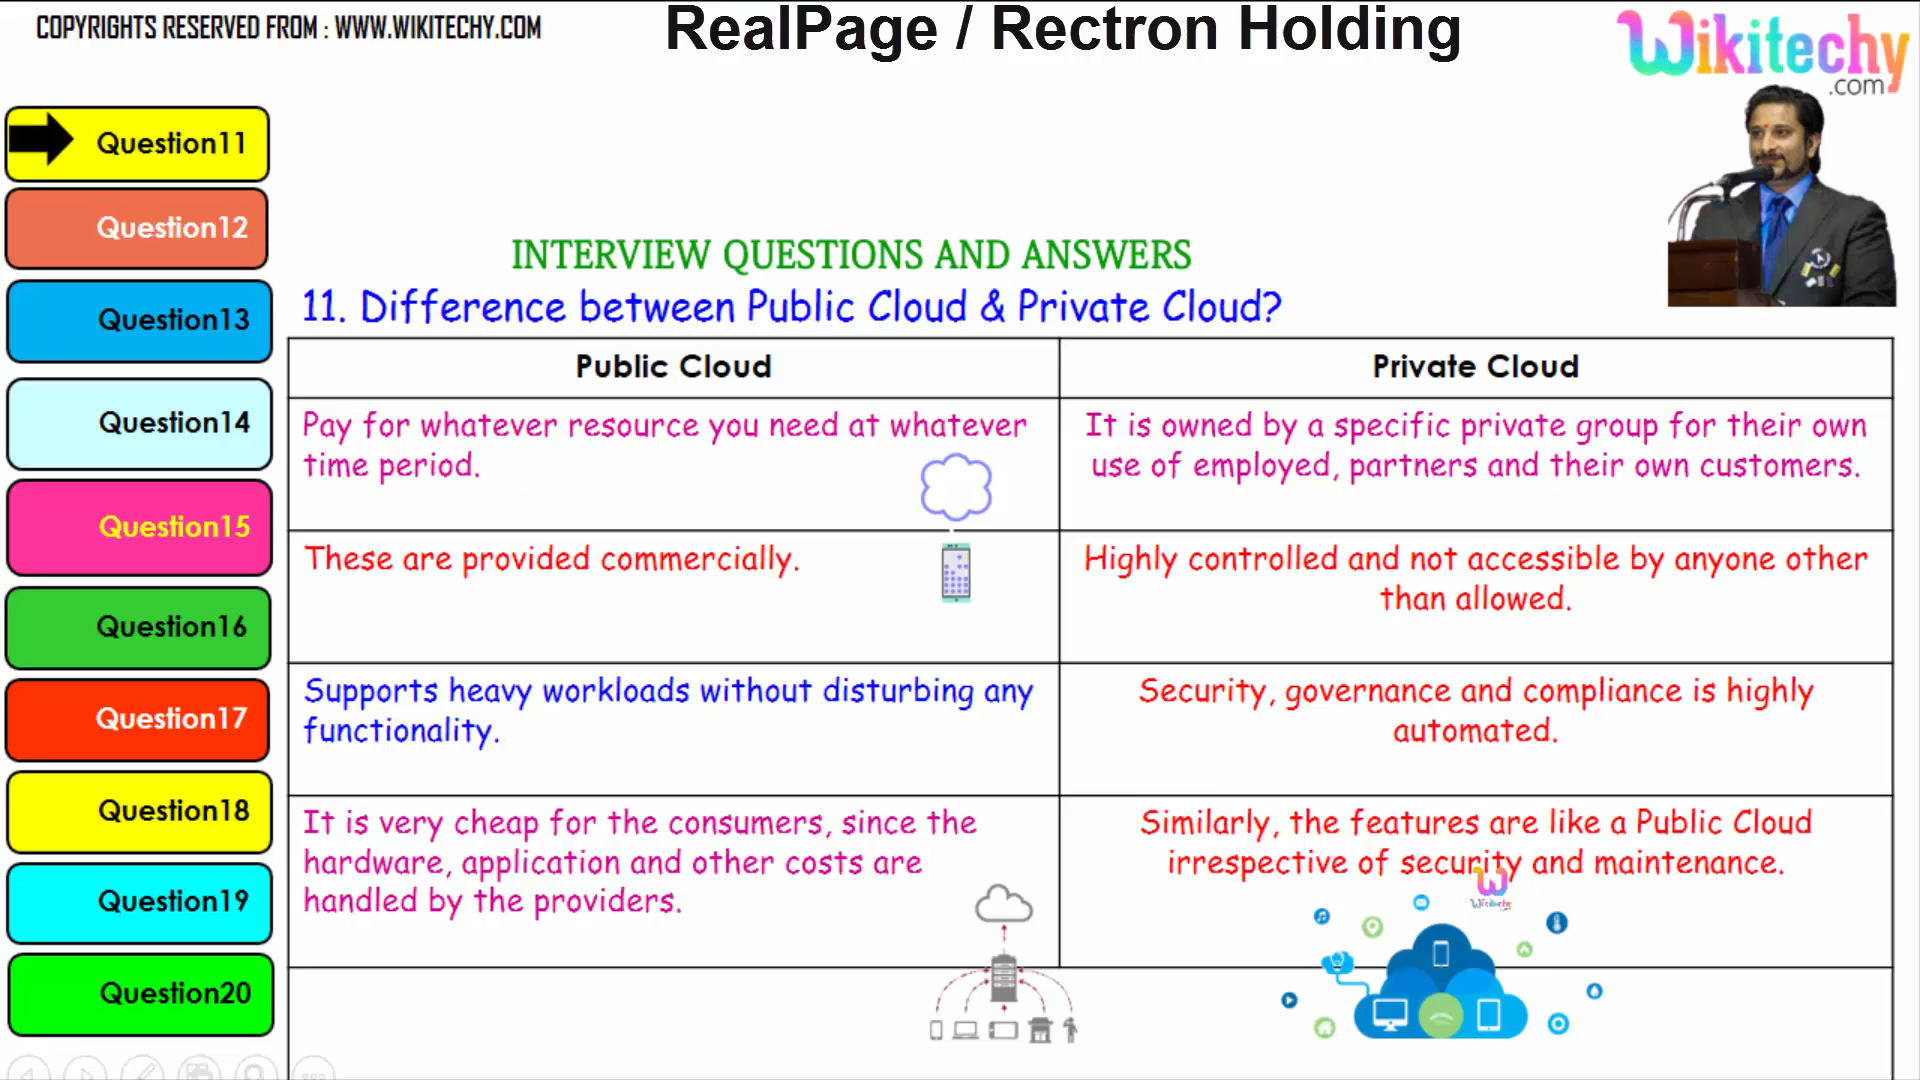 COPYRIGHTS RESERVED FROM : WWW.WIKITECHY.COM
RealPage / Rectron Holding
Wikitechy
.com
Question11
Question12
Question13
Question14
Question15
Question16
Question17
Question18
Question19
Question20
INTERVIEW QUESTIONS AND ANSWERS
11. Difference between Public Cloud & Private Cloud?
Public Cloud
Private Cloud
Pay for whatever resource you need at whatever
time period.
It is owned by a specific private group for their own
use of employed, partners and their own customers.
These are provided commercially.
Highly controlled and not accessible by anyone other
than allowed.
Supports heavy workloads without disturbing any
functionality.
Security, governance and compliance is highly
automated.
It is very cheap for the consumers, since the
hardware, application and other costs are
handled by the providers.
Similarly, the features are like a Public Cloud
irrespective of security and maintenance.
Wikitechy